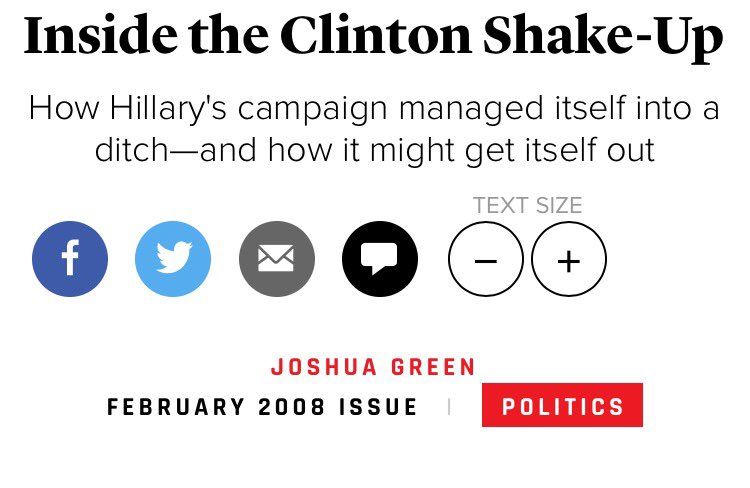 Inside the Clinton Shake-Up
How Hillary's campaign managed itself into a
ditch—and how it might get itself out
TEXT SIZE
JOSHUA GREEN
FEBRUARY 2008 ISSUE | POLITICS